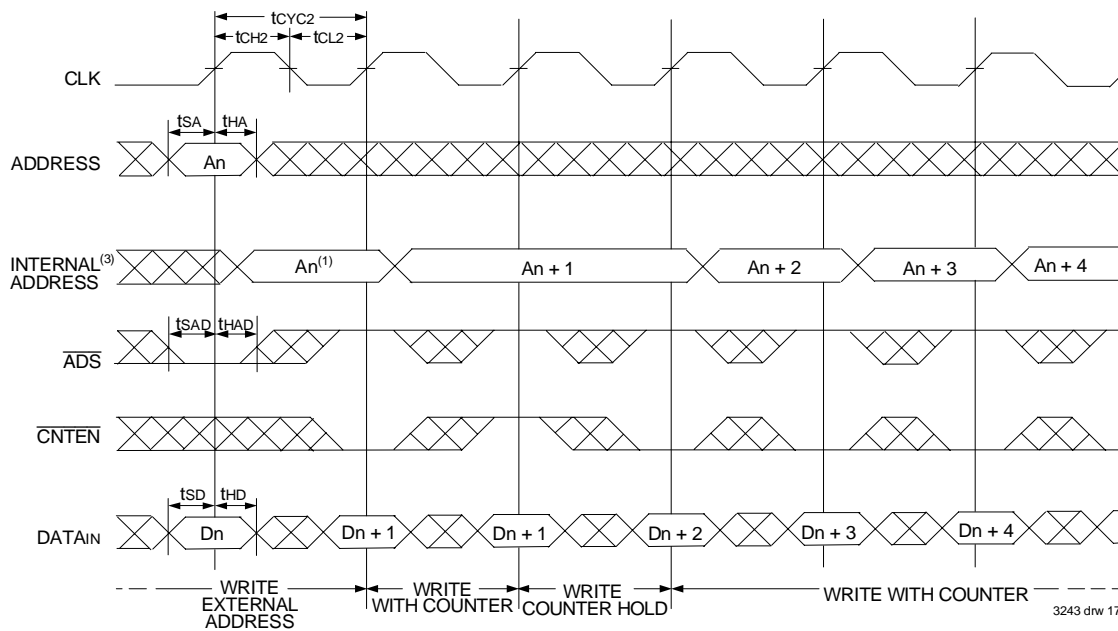 tCYC2
tCH2 tCL2
CLK
tSA tHA
ADDRESS An
INTERNAL(3) ADDRESS An(1) An + 1 An + 2 An + 3 An + 4
tSAD tHAD
ADS
CNTEN
tSD tHD
DATAIN Dn Dn + 1 Dn + 1 Dn + 2 Dn + 3 Dn + 4
WRITE EXTERNAL ADDRESS
WRITE WITH COUNTER
WRITE COUNTER HOLD
WRITE WITH COUNTER
3243 drw 17